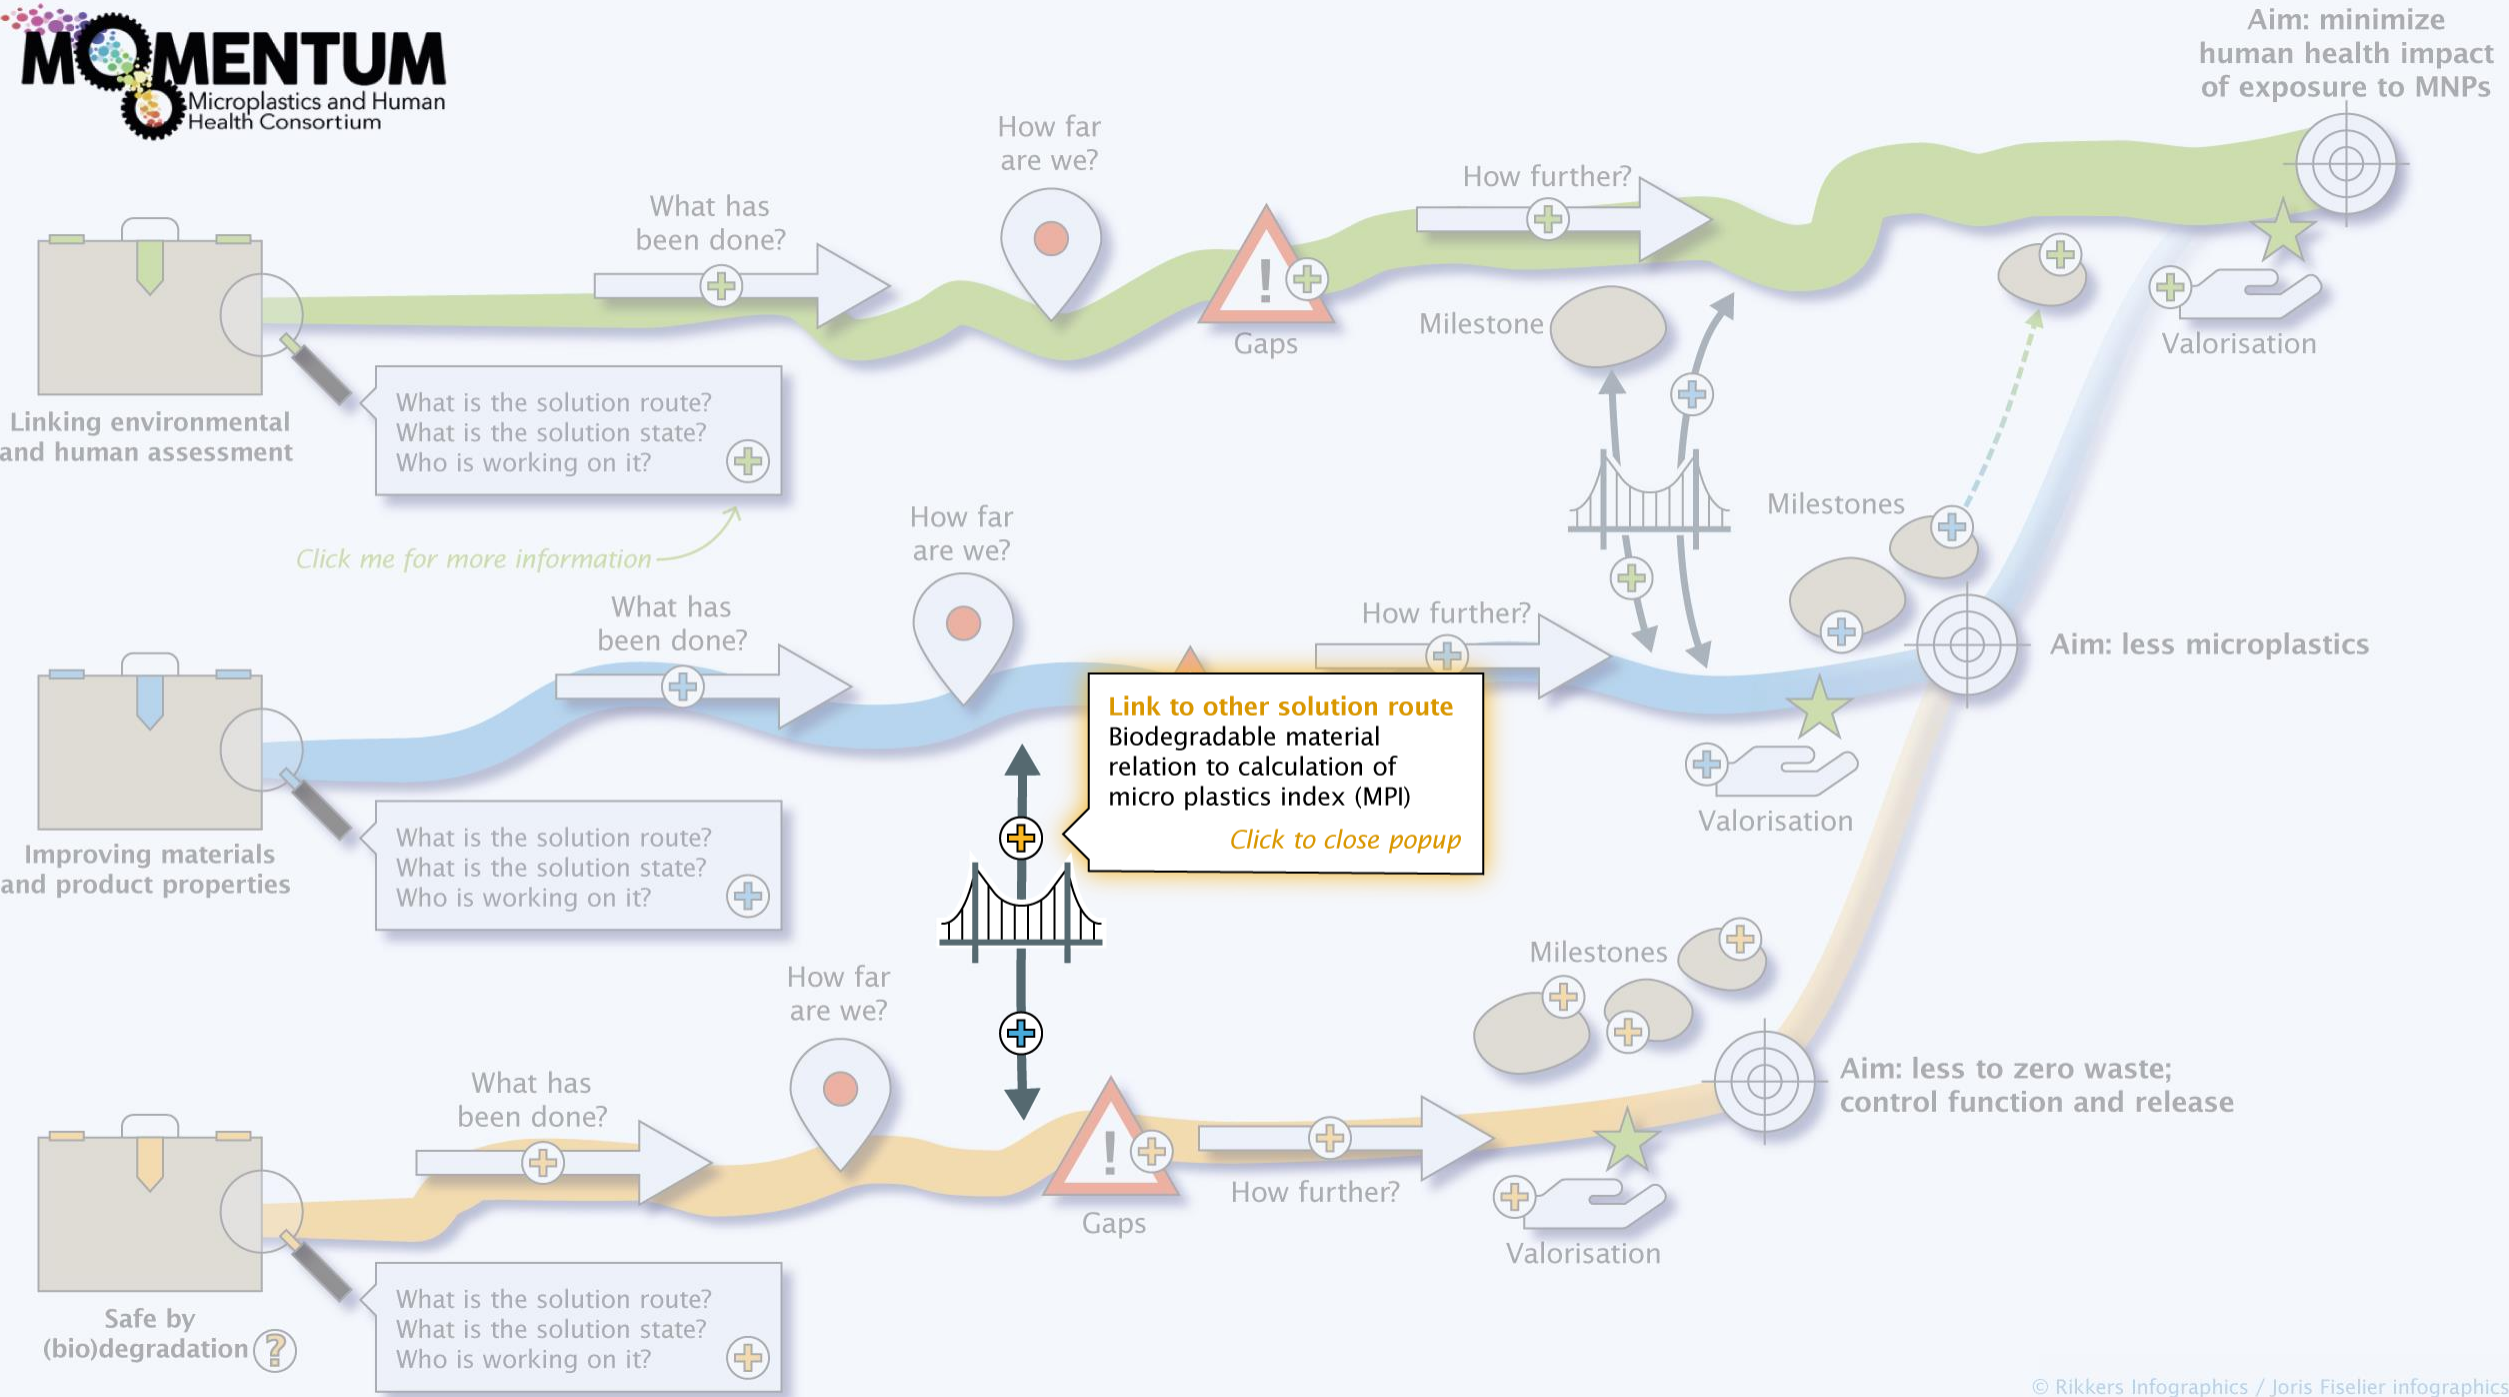 MOMENTUM
Microplastics and Human
Health Consortium
Aim: minimize
human health impact
of exposure to MNPs
How far
are we?
How further?
What has
been done?
!
Gaps
Milestone
Valorisation
Linking environmental
and human assessment
What is the solution route?
What is the solution state?
Who is working on it?
Click me for more information
How far
are we?
Milestones
What has
been done?
How further?
Aim: less microplastics
Link to other solution route
Biodegradable material
relation to calculation of
micro plastics index (MPI)
Click to close popup
Valorisation
Improving materials
and product properties
What is the solution route?
What is the solution state?
Who is working on it?
Milestones
How far
are we?
What has
been done?
!
Gaps
How further?
Aim: less to zero waste;
control function and release
Valorisation
Safe by
(bio)degradation ?
What is the solution route?
What is the solution state?
Who is working on it?
© Rikkers Infographics / Joris Fiselier infographics